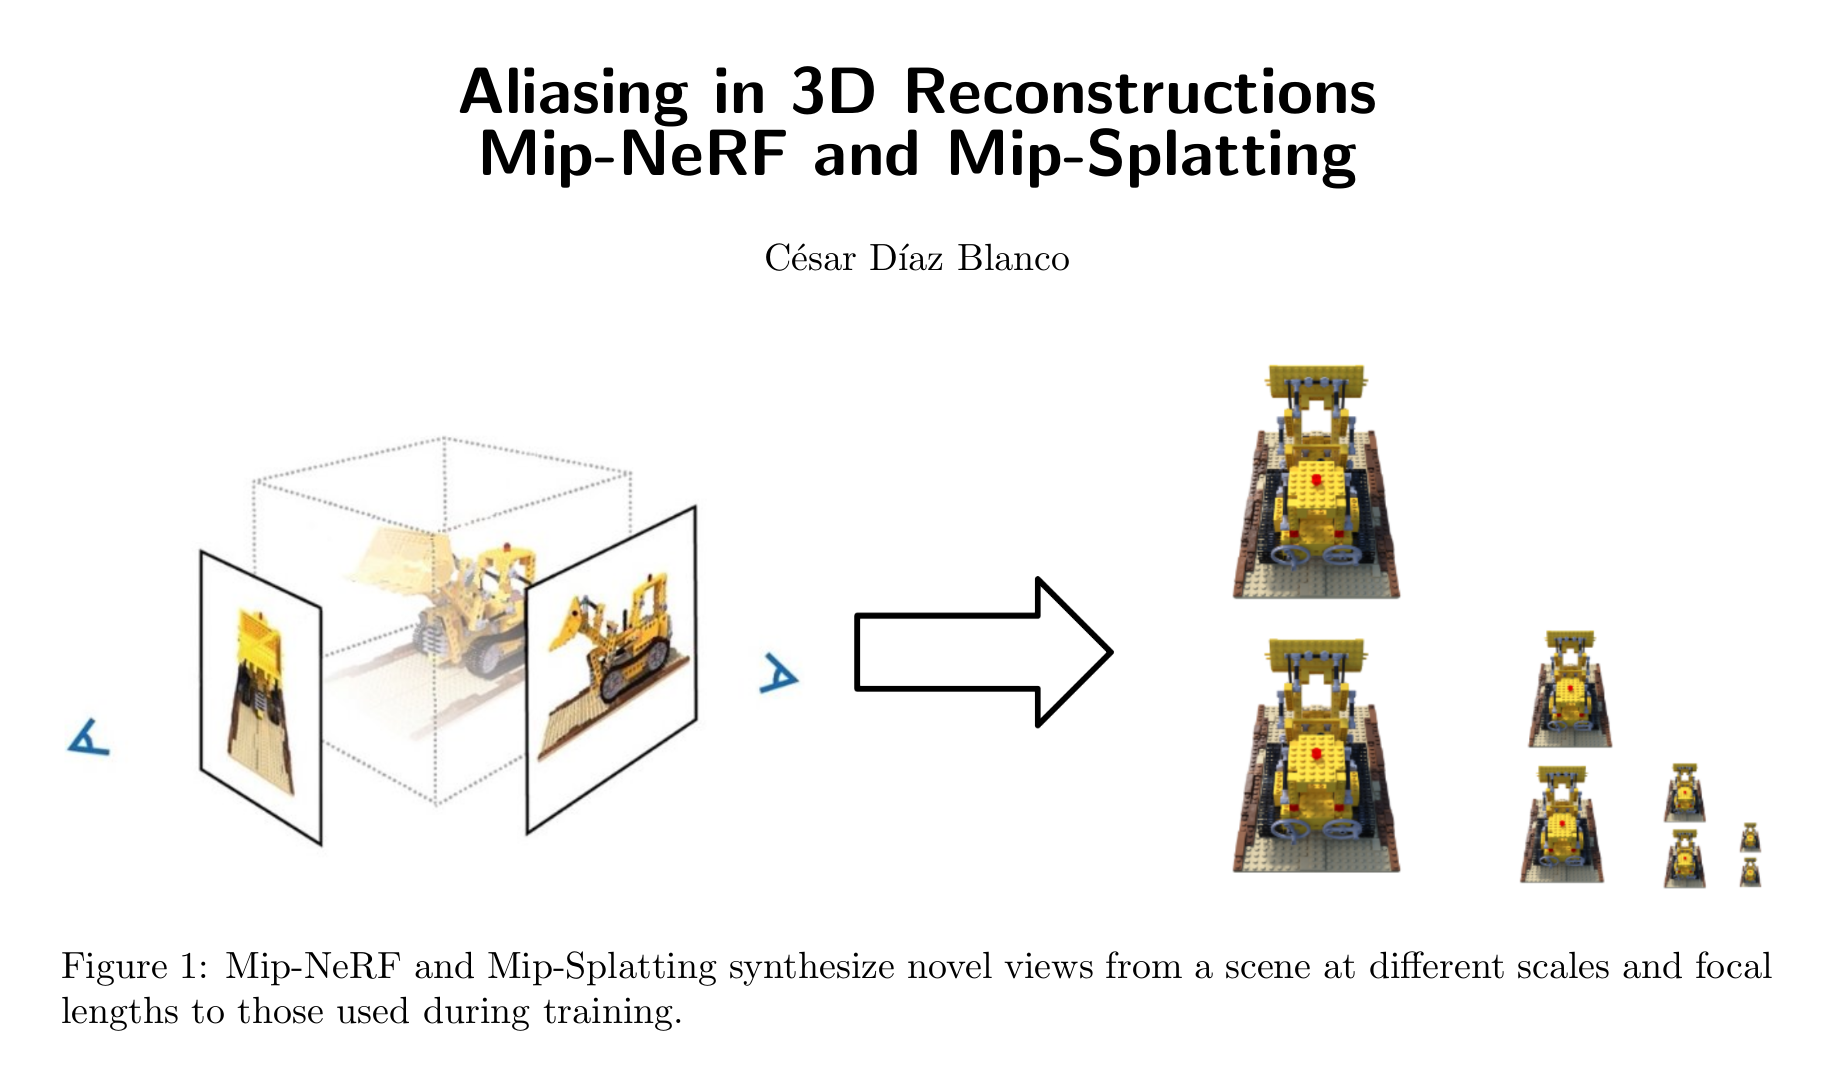 Aliasing in 3D Reconstructions
Mip-NeRF and Mip-Splatting
César Díaz Blanco
Figure 1: Mip-NeRF and Mip-Splatting synthesize novel views from a scene at different scales and focal
lengths to those used during training.